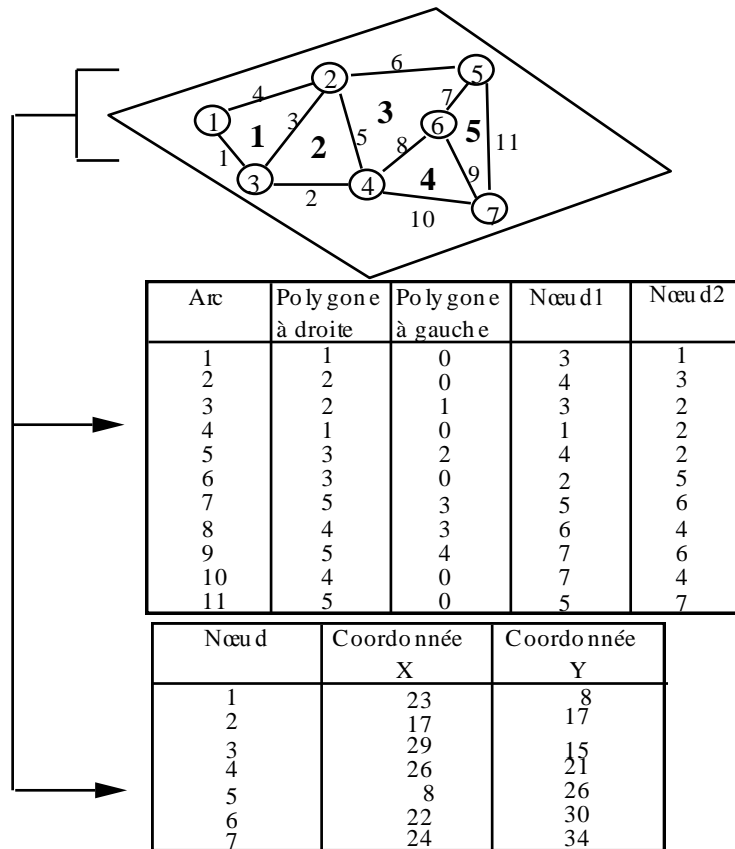 6
2
5
4
7
3
1
6
3
5
1
5
8
11
2
1
3
4
9
4
2
7
10
Arc Polygone Polygone Nœud1 Nœud2
à droite à gauche
1 1 0 3 1
2 2 0 4 3
3 2 1 3 2
4 1 0 1 2
5 3 2 4 2
6 3 0 2 5
7 5 3 5 6
8 4 3 6 4
9 5 4 7 6
10 4 0 7 4
11 5 0 5 7
Nœud Coordonnée Coordonnée
X Y
1 23 8
2 17 17
3 29 15
4 26 21
5 8 26
6 22 30
7 24 34